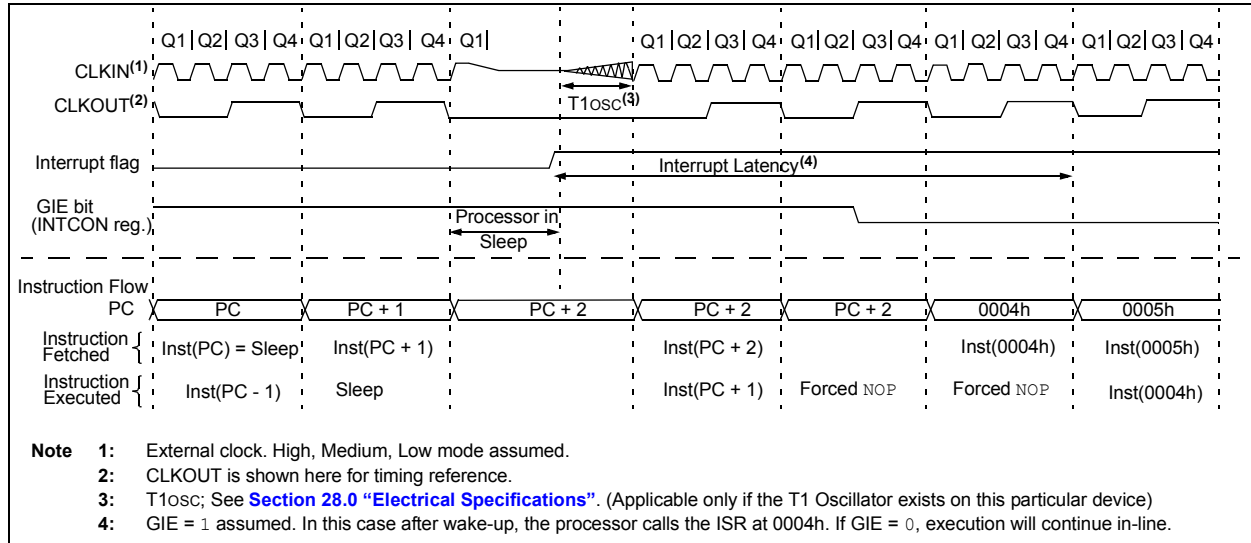 Q1 Q2 Q3 Q4 Q1 Q2 Q3 Q4 Q1 Q1 Q2 Q3 Q4 Q1 Q2 Q3 Q4 Q1 Q2 Q3 Q4 Q1 Q2 Q3 Q4
CLKIN(1)
CLKOUT(2)
T1OSC(3)
Interrupt flag
Interrupt Latency(4)
GIE bit
(INTCON reg.)
Processor in
Sleep
Instruction Flow
PC PC PC + 1 PC + 2 PC + 2 PC + 2 0004h 0005h
Instruction
Fetched
Inst(PC) = Sleep Inst(PC + 1) Inst(PC + 2) Inst(0004h) Inst(0005h)
Instruction
Executed
Inst(PC - 1) Sleep Inst(PC + 1) Forced NOP Forced NOP Inst(0004h)
Note 1: External clock. High, Medium, Low mode assumed.
2: CLKOUT is shown here for timing reference.
3: T1OSC; See Section 28.0 “Electrical Specifications”. (Applicable only if the T1 Oscillator exists on this particular device)
4: GIE = 1 assumed. In this case after wake-up, the processor calls the ISR at 0004h. If GIE = 0, execution will continue in-line.